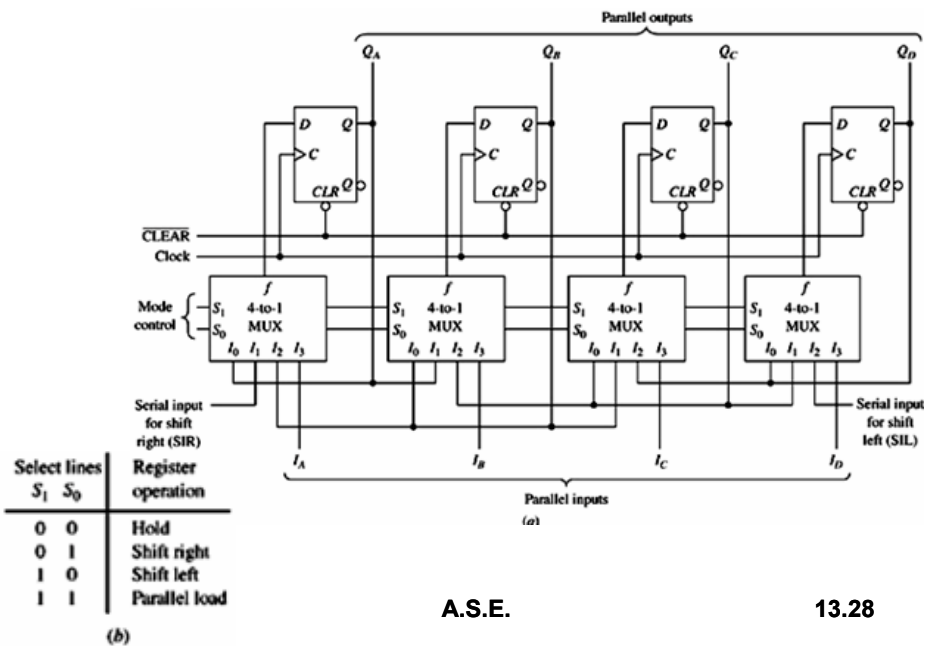 Parallel outputs
Q_A Q_B Q_C Q_D
D Q D Q D Q D Q
C C C C
CLR Q̅ CLR Q̅ CLR Q̅ CLR Q̅
C̅L̅E̅A̅R̅
Clock
f f f f
Mode control
S₁ 4-to-1 S₁ 4-to-1 S₁ 4-to-1 S₁ 4-to-1
S₀ MUX S₀ MUX S₀ MUX S₀ MUX
I₀ I₁ I₂ I₃ I₀ I₁ I₂ I₃ I₀ I₁ I₂ I₃ I₀ I₁ I₂ I₃
Serial input
for shift
right (SIR)
Serial input
for shift
left (SIL)
I_A I_B I_C I_D
Parallel inputs
(a)
Select lines Register
S₁ S₀ operation
0 0 Hold
0 1 Shift right
1 0 Shift left
1 1 Parallel load
(b)
A.S.E. 13.28